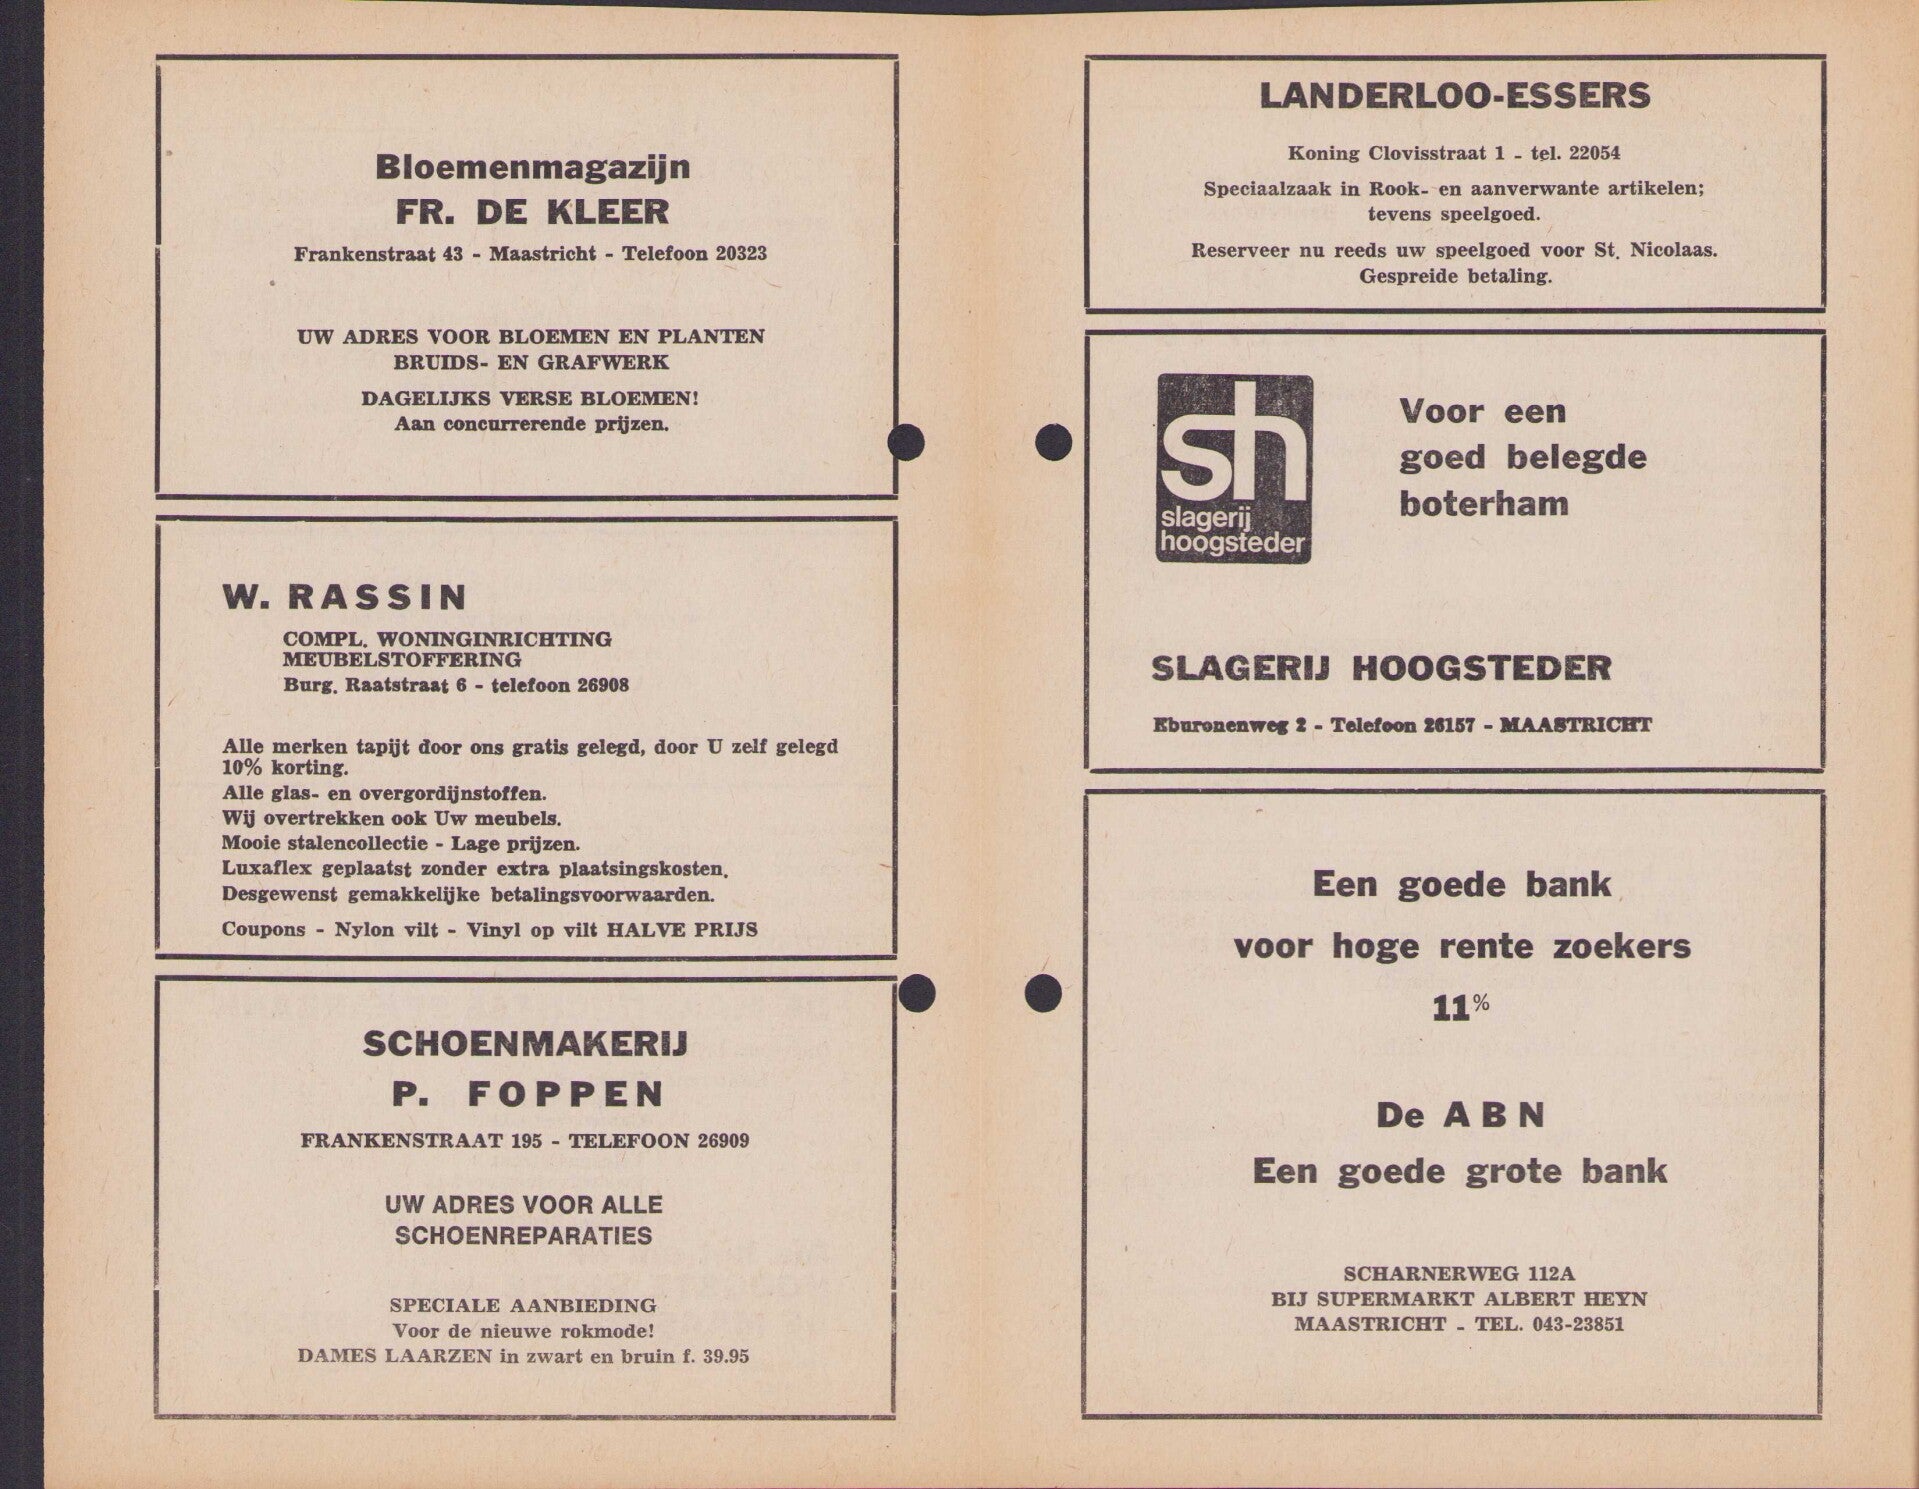 Bloemenmagazijn
FR. DE KLEER
Frankenstraat 43 - Maastricht - Telefoon 20323
UW ADRES VOOR BLOEMEN EN PLANTEN
BRUIDS- EN GRAFWERK
DAGELIJKS VERSE BLOEMEN!
Aan concurrerende prijzen.
W. RASSIN
COMPL. WONINGINRICHTING
MEUBELSTOFFERING
Burg. Raatstraat 6 - telefoon 26908
Alle merken tapijt door ons gratis gelegd, door U zelf gelegd
10% korting.
Alle glas- en overgordijnstoffen.
Wij overtrekken ook Uw meubels.
Mooie stalencollectie - Lage prijzen.
Luxaflex geplaatst zonder extra plaatsingskosten.
Desgewenst gemakkelijke betalingsvoorwaarden.
Coupons - Nylon vilt - Vinyl op vilt HALVE PRIJS
SCHOENMAKERIJ
P. FOPPEN
FRANKENSTRAAT 195 - TELEFOON 26909
UW ADRES VOOR ALLE
SCHOENREPARATIES
SPECIALE AANBIEDING
Voor de nieuwe rokmode!
DAMES LAARZEN in zwart en bruin f. 39.95
LANDERLOO-ESSERS
Koning Clovisstraat 1 - tel. 22054
Speciaalzaak in Rook- en aanverwante artikelen;
tevens speelgoed.
Reserveer nu reeds uw speelgoed voor St. Nicolaas.
Gespreide betaling.
sh
slagerij
hoogsteder
Voor een
goed belegde
boterham
SLAGERIJ HOOGSTEDER
Eburonenweg 2 - Telefoon 26157 - MAASTRICHT
Een goede bank
voor hoge rente zoekers
11%
De ABN
Een goede grote bank
SCHARNERWEG 112A
BIJ SUPERMARKT ALBERT HEYN
MAASTRICHT - TEL. 043-23851